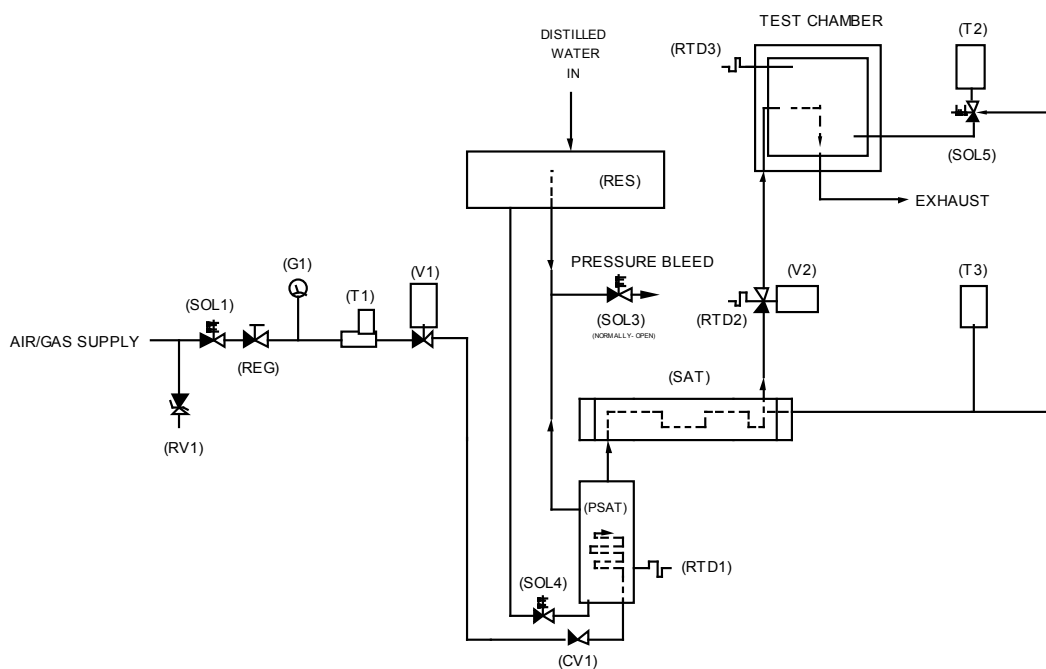 TEST CHAMBER
(T2)
DISTILLED
WATER
IN
(RTD3)
(SOL5)
(RES)
EXHAUST
(G1)
(V1)
PRESSURE BLEED
(V2)
(T3)
(SOL1)
(T1)
(SOL3)
(NORMALLY- OPEN)
(RTD2)
AIR/GAS SUPPLY
(REG)
(SAT)
(RV1)
(PSAT)
(RTD1)
(SOL4)
(CV1)